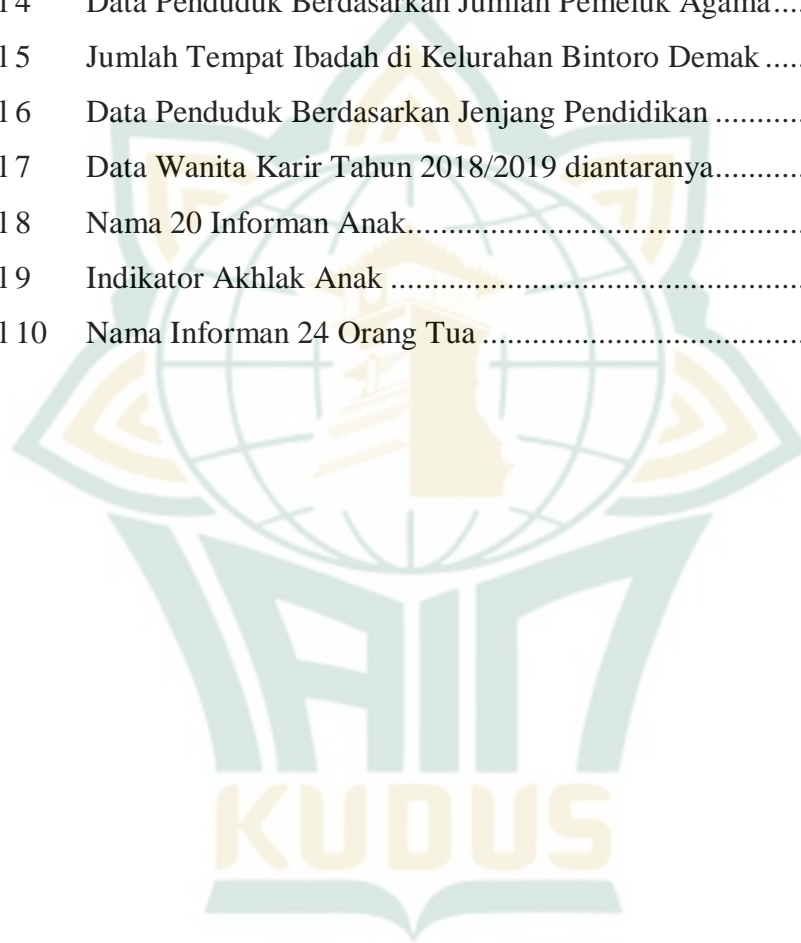 l 4 Data Penduduk Berdasarkan Jumlah Pemeluk Agama....
l 5 Jumlah Tempat Ibadah di Kelurahan Bintoro Demak .....
l 6 Data Penduduk Berdasarkan Jenjang Pendidikan ...........
l 7 Data Wanita Karir Tahun 2018/2019 diantaranya...........
l 8 Nama 20 Informan Anak.................................................
l 9 Indikator Akhlak Anak ...................................................
l 10 Nama Informan 24 Orang Tua .......................................
IAIN
KUDUS